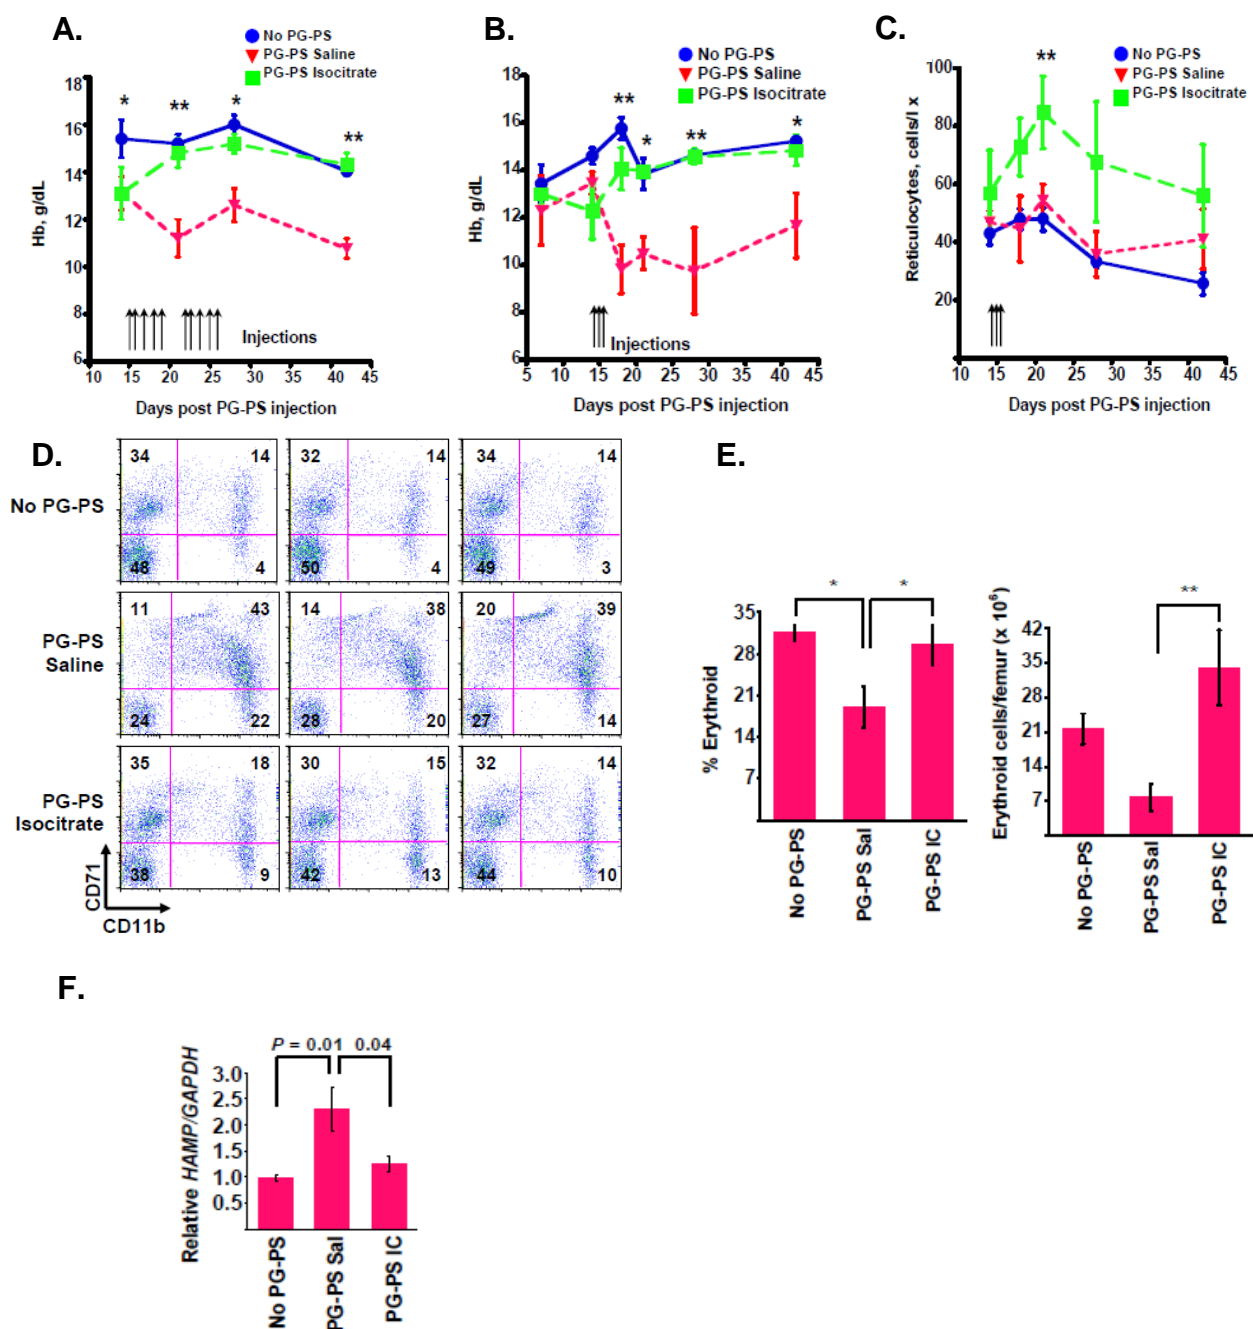 A.
No PG-PS
PG-PS Saline
PG-PS Isocitrate
18
16
14
12
10
8
6
Hb, g/dL
*
**
*
**
Injections
10 15 20 25 30 35 40 45
Days post PG-PS injection
B.
No PG-PS
PG-PS Saline
PG-PS Isocitrate
18
16
14
12
10
8
6
Hb, g/dL
**
*
**
*
Injections
5 10 15 20 25 30 35 40 45
Days post PG-PS injection
C.
No PG-PS
PG-PS Saline
PG-PS Isocitrate
100
80
60
40
20
Reticulocytes, cells/l x
**
10 15 20 25 30 35 40 45
Days post PG-PS injection
D.
No PG-PS
34 14
48 4
32 14
50 4
34 14
49 3
PG-PS
Saline
11 43
24 22
14 38
28 20
20 39
27 14
PG-PS
Isocitrate
35 18
38 9
30 15
42 13
32 14
44 10
CD71
CD11b
E.
% Erythroid
35
28
21
14
7
* *
No PG-PS
PG-PS Sal
PG-PS IC
Erythroid cells/femur (x 10⁶)
42
35
28
21
14
7
**
No PG-PS
PG-PS Sal
PG-PS IC
F.
P = 0.01 0.04
Relative HAMP/GAPDH
3.0
2.5
2.0
1.5
1.0
0.5
No PG-PS
PG-PS Sal
PG-PS IC